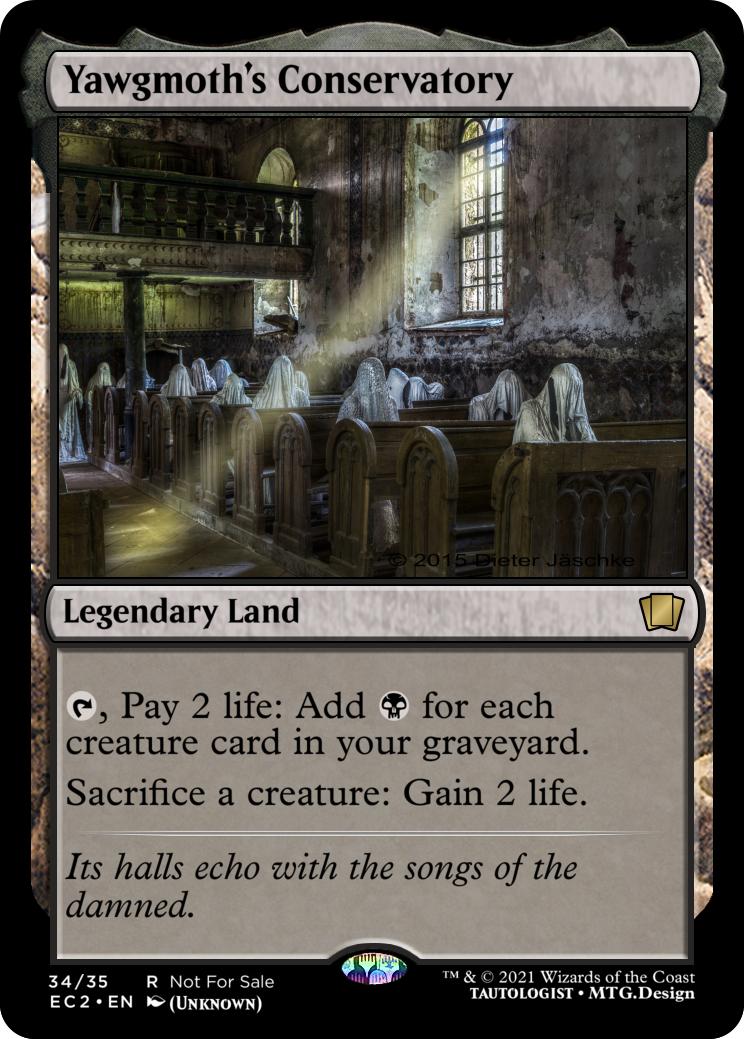 Yawgmoth's Conservatory
© 2015 Dieter Jäschke
Legendary Land
, Pay 2 life: Add for each
creature card in your graveyard.
Sacrifice a creature: Gain 2 life.
Its halls echo with the songs of the
damned.
34/35 R Not For Sale
EC2 • EN (Unknown)
™ & © 2021 Wizards of the Coast
TAUTOLOGIST • MTG.Design